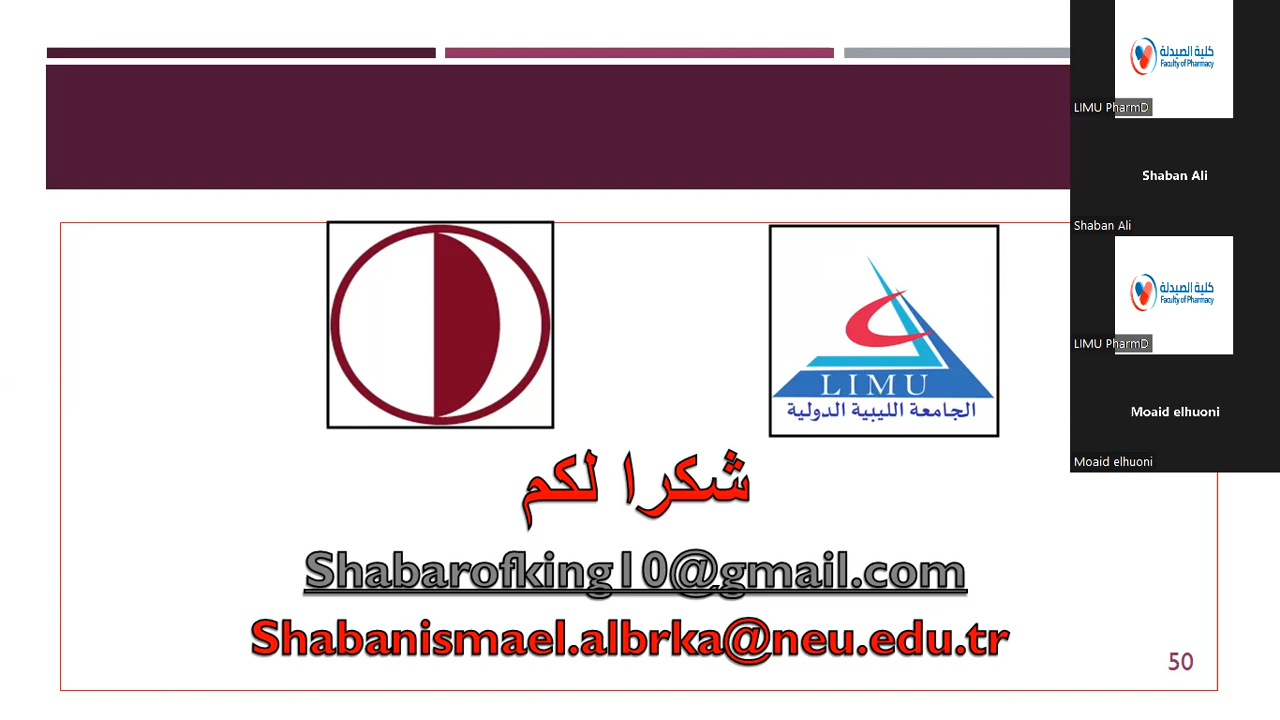 كلية الصيدلة
Faculty of Pharmacy
LIMU PharmD
Shaban Ali
Shaban Ali
كلية الصيدلة
Faculty of Pharmacy
LIMU PharmD
Moaid elhuoni
Moaid elhuoni
LIMU
الجامعة الليبية الدولية
شكرا لكم
Shabarofking10@gmail.com
Shabanismael.albrka@neu.edu.tr
50